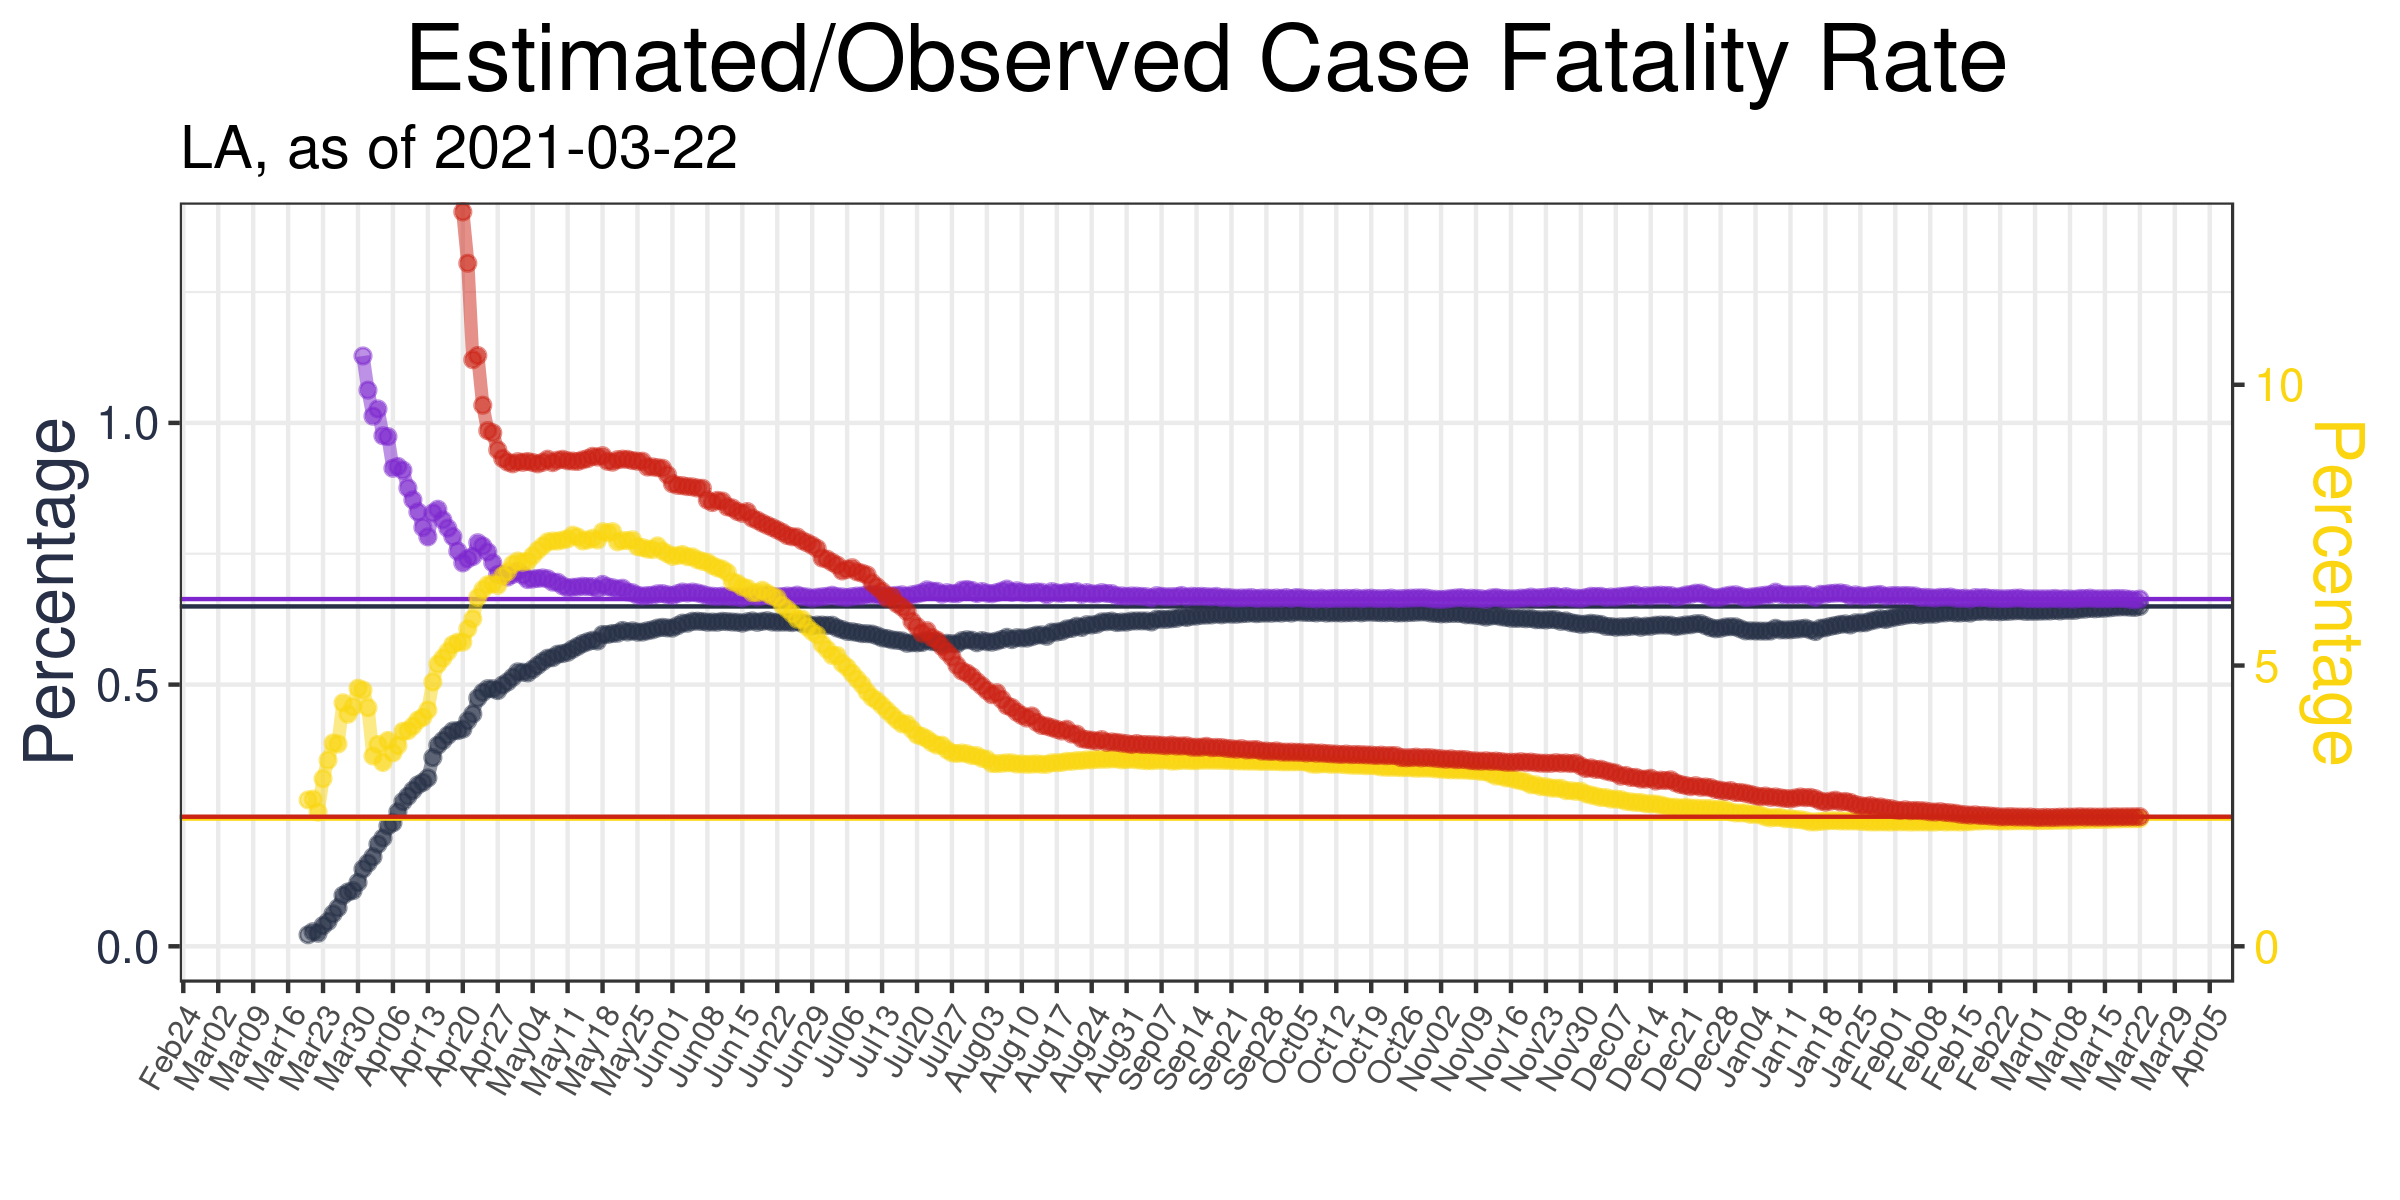 Estimated/Observed Case Fatality Rate
LA, as of 2021-03-22
Percentage
1.0
0.5
0.0
10
5
0
Percentage
Feb24 Mar02 Mar09 Mar16 Mar23 Mar30 Apr06 Apr13 Apr20 Apr27 May04 May11 May18 May25 Jun01 Jun08 Jun15 Jun22 Jun29 Jul06 Jul13 Jul20 Jul27 Aug03 Aug10 Aug17 Aug24 Aug31 Sep07 Sep14 Sep21 Sep28 Oct05 Oct12 Oct19 Oct26 Nov02 Nov09 Nov16 Nov23 Nov30 Dec07 Dec14 Dec21 Dec28 Jan04 Jan11 Jan18 Jan25 Feb01 Feb08 Feb15 Feb22 Mar01 Mar08 Mar15 Mar22 Mar29 Apr05